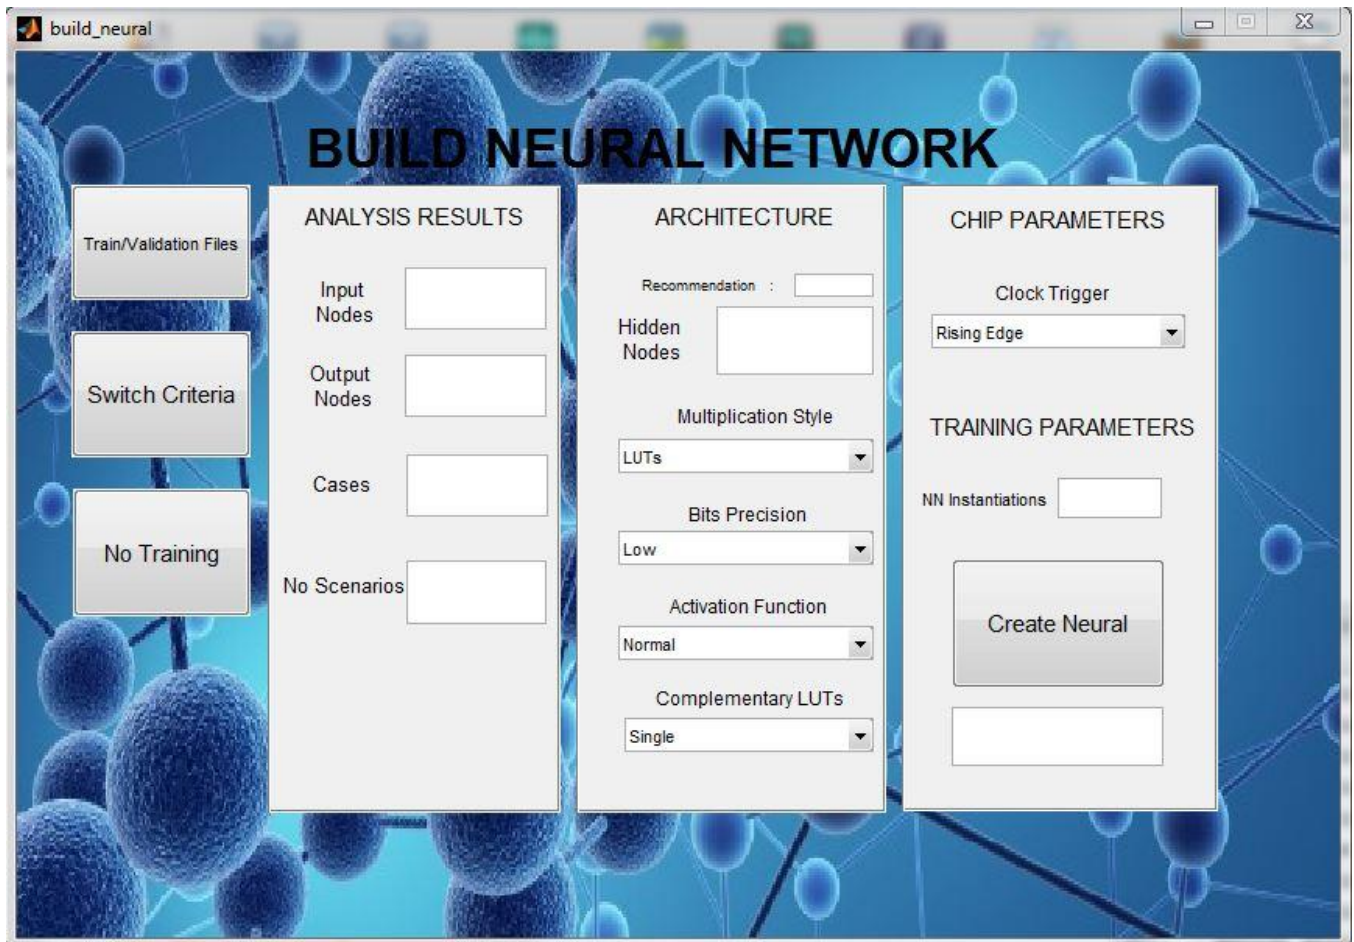 build_neural
BUILD NEURAL NETWORK
Train/Validation Files
Switch Criteria
No Training
ANALYSIS RESULTS
Input
Nodes
Output
Nodes
Cases
No Scenarios
ARCHITECTURE
Recommendation :
Hidden
Nodes
Multiplication Style
LUTs
Bits Precision
Low
Activation Function
Normal
Complementary LUTs
Single
CHIP PARAMETERS
Clock Trigger
Rising Edge
TRAINING PARAMETERS
NN Instantiations
Create Neural